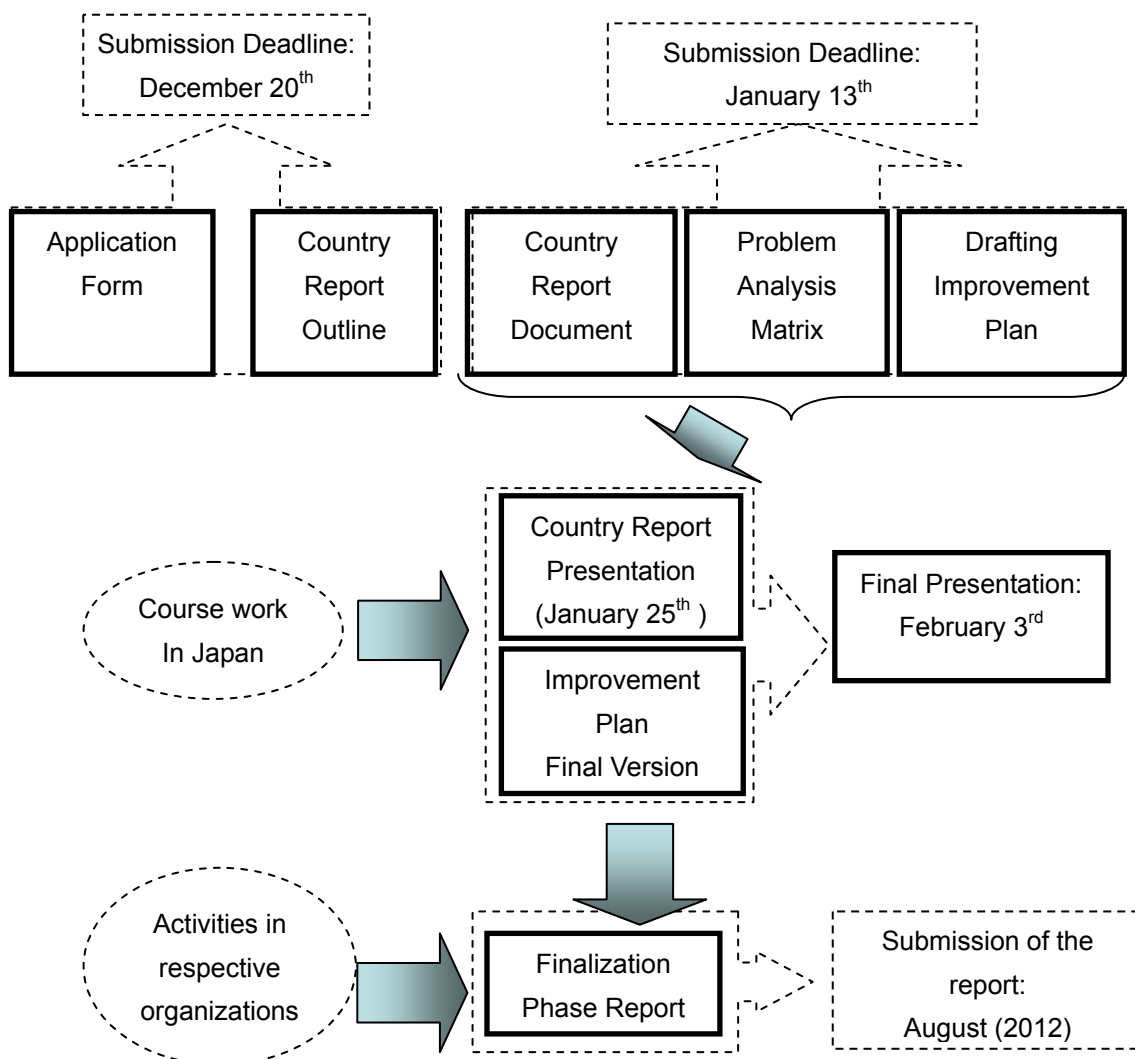 Submission Deadline:
December 20th
Submission Deadline:
January 13th
Application
Form
Country
Report
Outline
Country
Report
Document
Problem
Analysis
Matrix
Drafting
Improvement
Plan
Country Report
Presentation
(January 25th )
Course work
In Japan
Improvement
Plan
Final Version
Final Presentation:
February 3rd
Activities in
respective
organizations
Finalization
Phase Report
Submission of the
report:
August (2012)